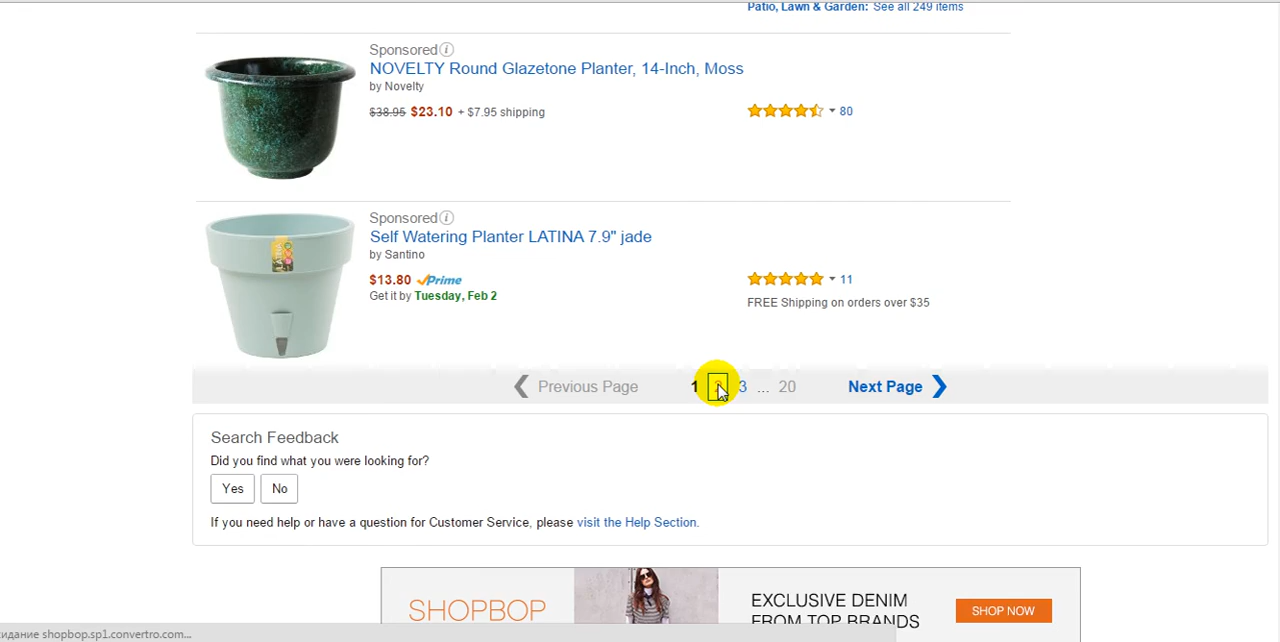 Patio, Lawn & Garden: See all 249 items
Sponsored
NOVELTY Round Glazetone Planter, 14-Inch, Moss
by Novelty
$38.95 $23.10 + $7.95 shipping
80
Sponsored
Self Watering Planter LATINA 7.9" jade
by Santino
$13.80 Prime
11
Get it by Tuesday, Feb 2
FREE Shipping on orders over $35
Previous Page 1 2 3 ... 20 Next Page
Search Feedback
Did you find what you were looking for?
Yes No
If you need help or have a question for Customer Service, please visit the Help Section.
SHOPBOP
EXCLUSIVE DENIM
FROM TOP BRANDS
SHOP NOW
идание shopbop.sp1.convertro.com...